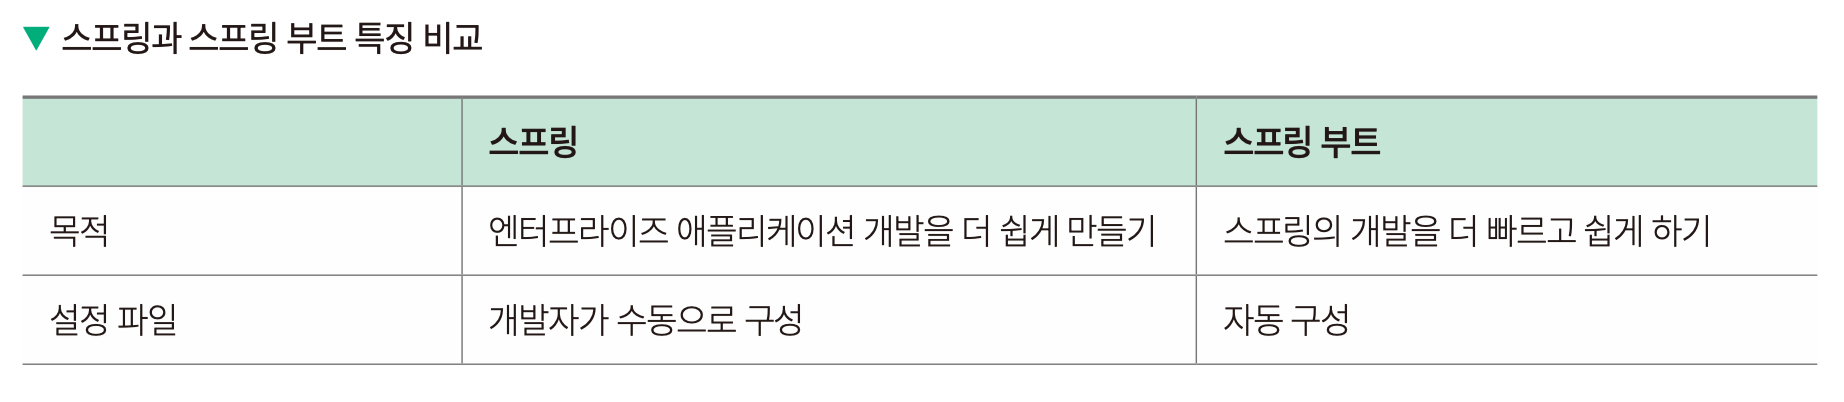 ▼ 스프링과 스프링 부트 특징 비교
스프링 스프링 부트
목적 엔터프라이즈 애플리케이션 개발을 더 쉽게 만들기 스프링의 개발을 더 빠르고 쉽게 하기
설정 파일 개발자가 수동으로 구성 자동 구성